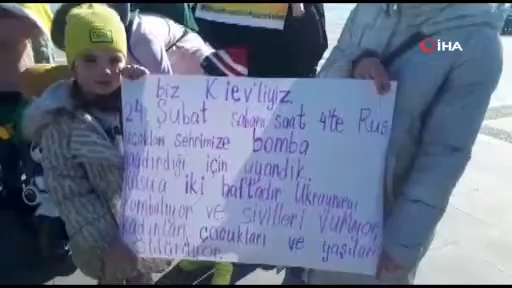 İHA
biz Kiev'liyiz
24 Şubat sabahı saat 4'te Rus
uçakları şehrimize bomba
yağdırdığı için uyandık.
Rusya iki haftadır Ukraynayı
bombalıyor ve sivilleri vuruyor,
kadınları, çocukları ve yaşlıları
öldürüyor.